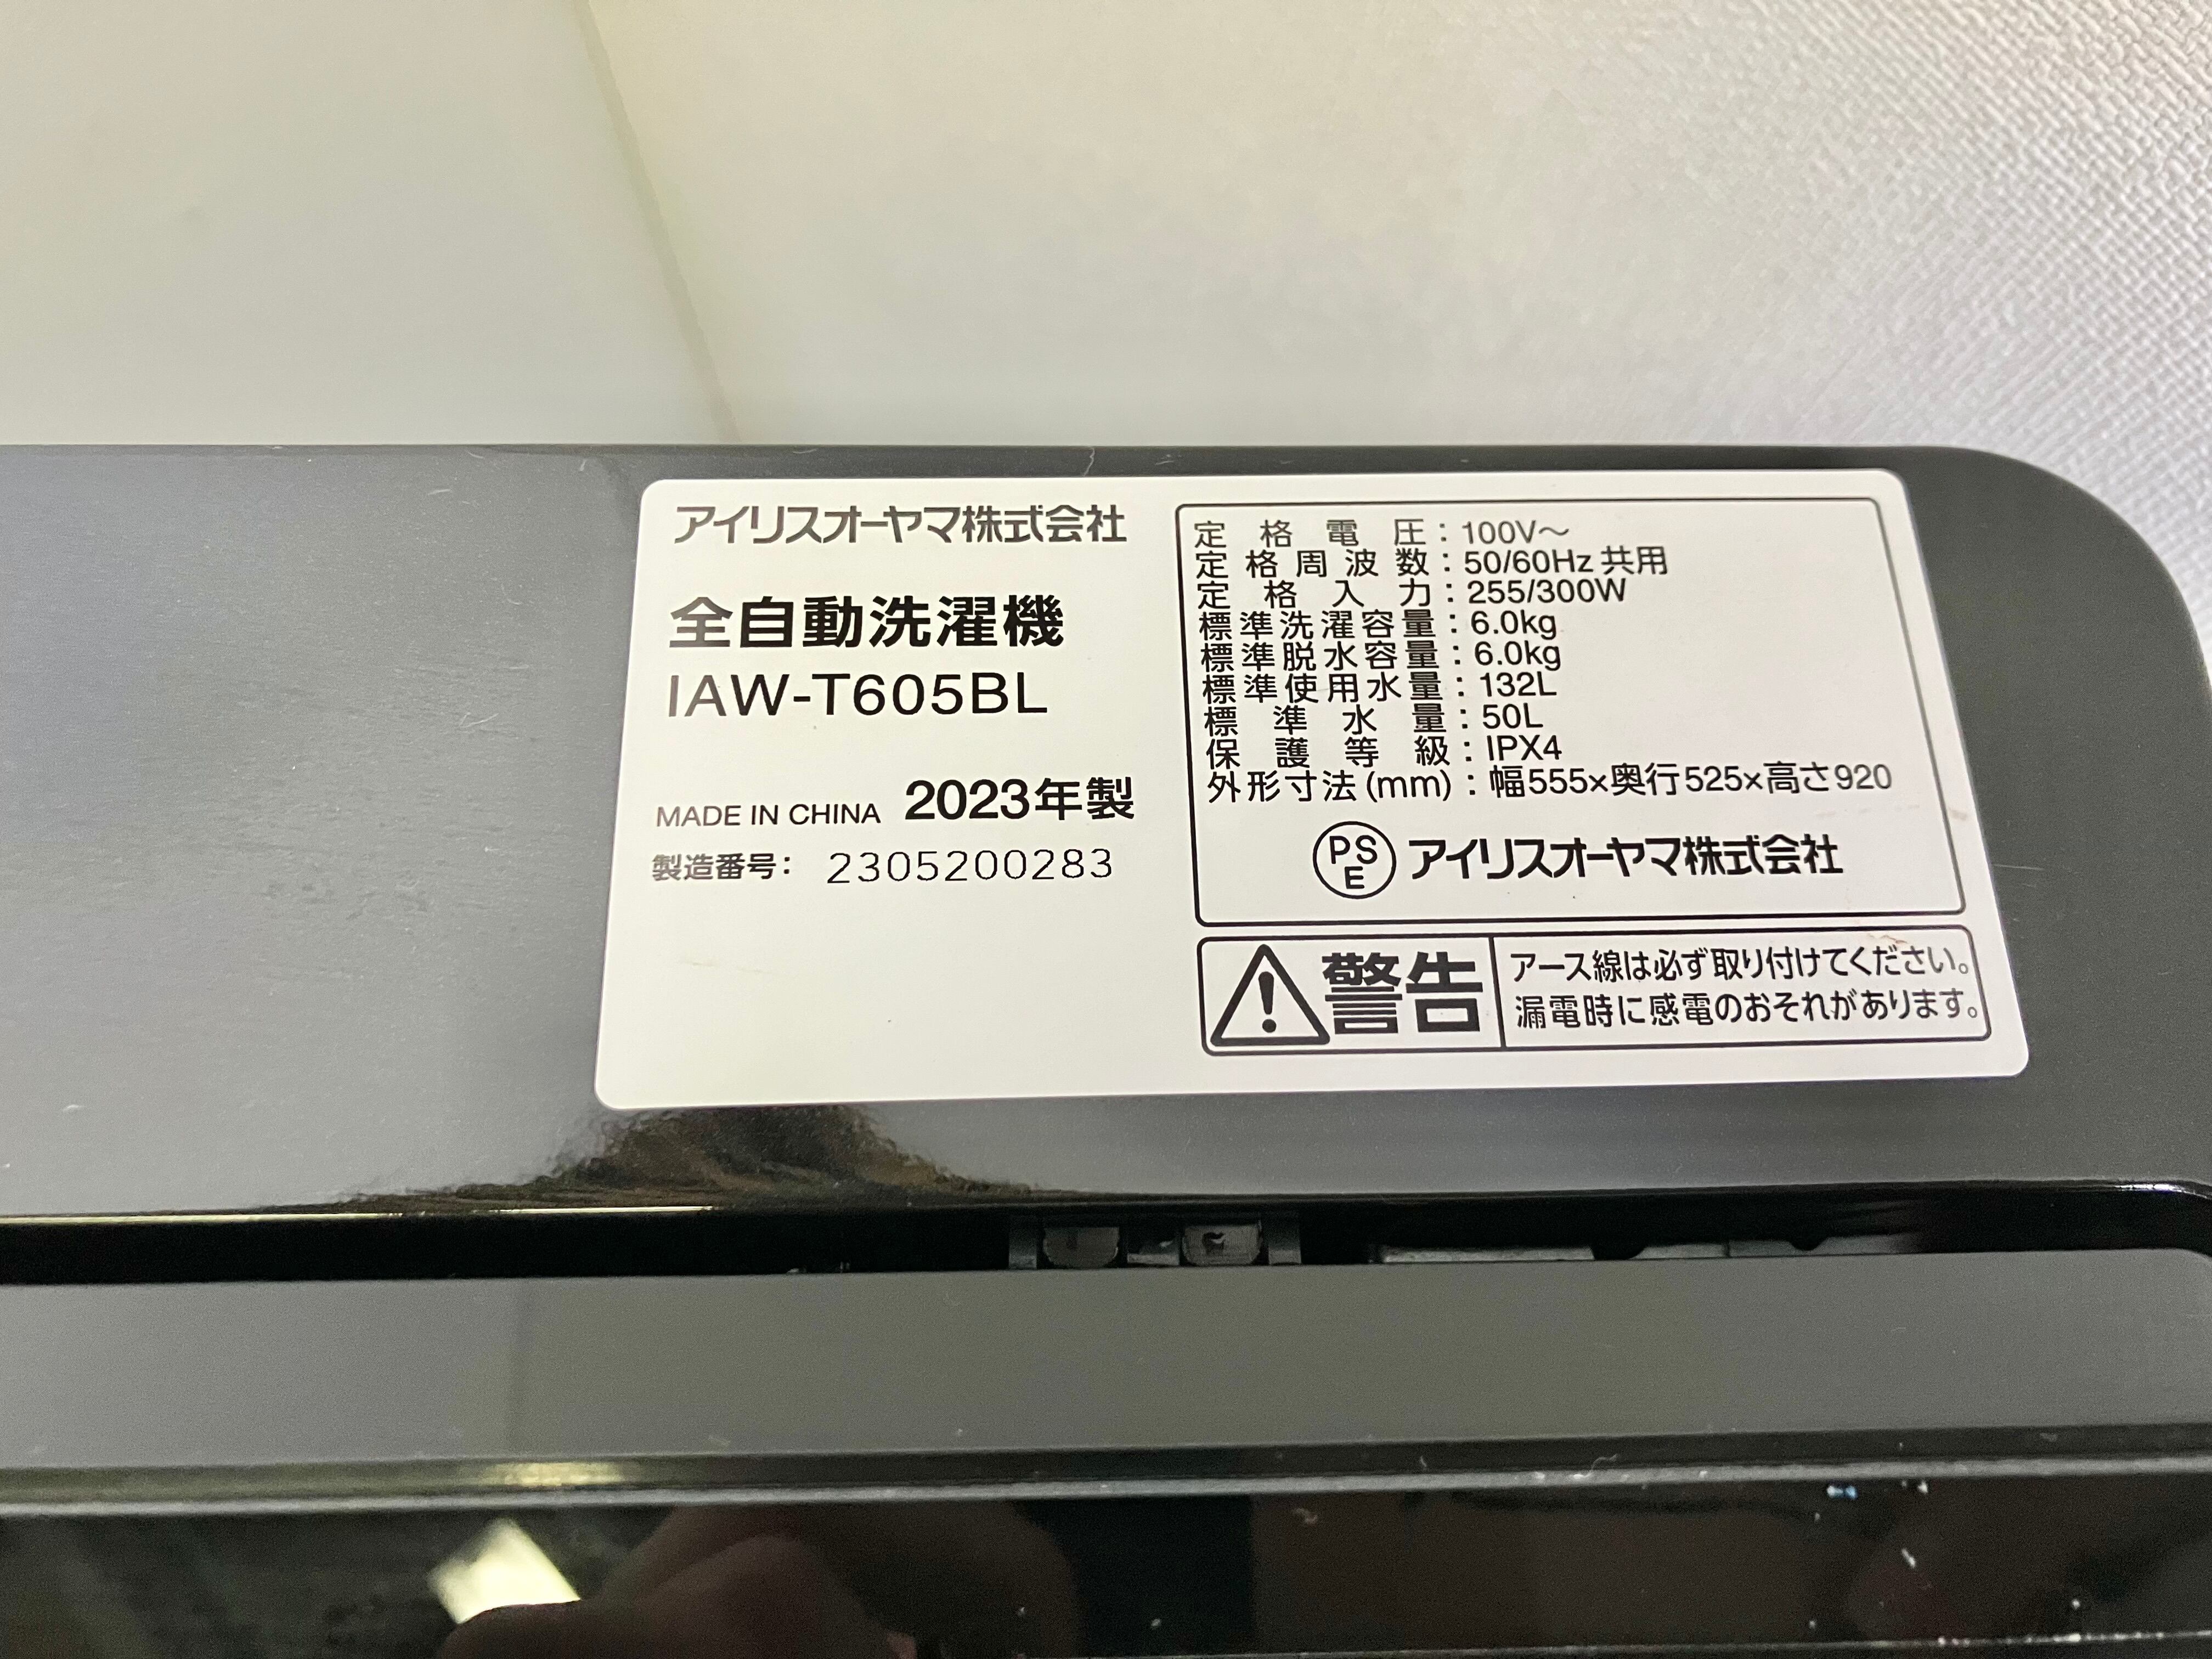 アイリスオーヤマ株式会社
全自動洗濯機
IAW-T605BL
MADE IN CHINA 2023年製
製造番号: 2305200283
定格電圧:100V〜
定格周波数:50/60Hz 共用
定格入力:255/300W
標準洗濯容量:6.0kg
標準脱水容量:6.0kg
標準使用水量:132L
標準水量:50L
保護等級:IPX4
外形寸法(mm):幅555×奥行525×高さ920
PSE アイリスオーヤマ株式会社
警告
アース線は必ず取り付けてください。
漏電時に感電のおそれがあります。